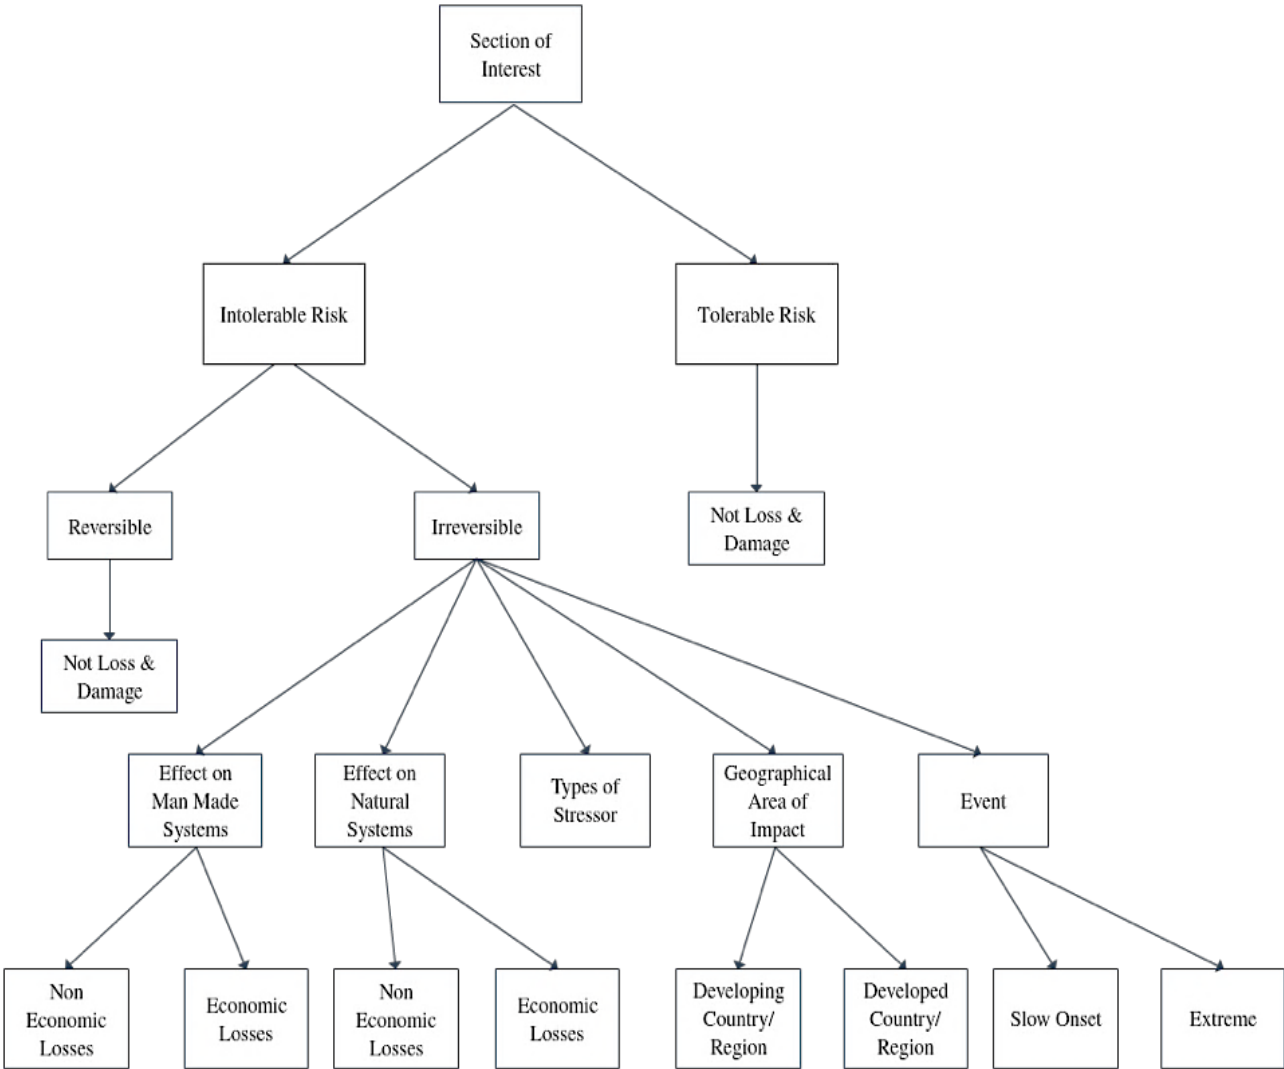 Section of
Interest
Intolerable Risk
Tolerable Risk
Reversible
Irreversible
Not Loss &
Damage
Not Loss &
Damage
Effect on
Man Made
Systems
Effect on
Natural
Systems
Types of
Stressor
Geographical
Area of
Impact
Event
Non
Economic
Losses
Economic
Losses
Non
Economic
Losses
Economic
Losses
Developing
Country/
Region
Developed
Country/
Region
Slow Onset
Extreme